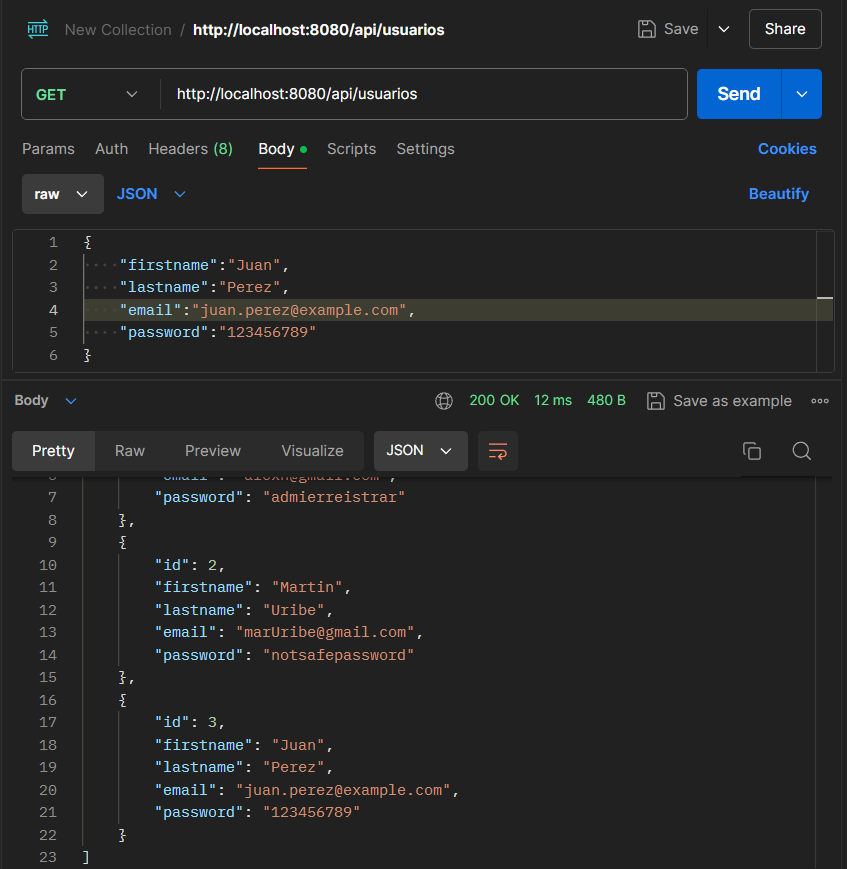 HTTP New Collection / http://localhost:8080/api/usuarios Save Share
GET http://localhost:8080/api/usuarios Send
Params Auth Headers (8) Body Scripts Settings Cookies
raw JSON Beautify
1 {
2 "firstname":"Juan",
3 "lastname":"Perez",
4 "email":"juan.perez@example.com",
5 "password":"123456789"
6 }
Body 200 OK 12 ms 480 B Save as example
Pretty Raw Preview Visualize JSON
7 "password": "admierreistrar"
8 },
9 {
10 "id": 2,
11 "firstname": "Martin",
12 "lastname": "Uribe",
13 "email": "marUribe@gmail.com",
14 "password": "notsafepassword"
15 },
16 {
17 "id": 3,
18 "firstname": "Juan",
19 "lastname": "Perez",
20 "email": "juan.perez@example.com",
21 "password": "123456789"
22 }
23 ]